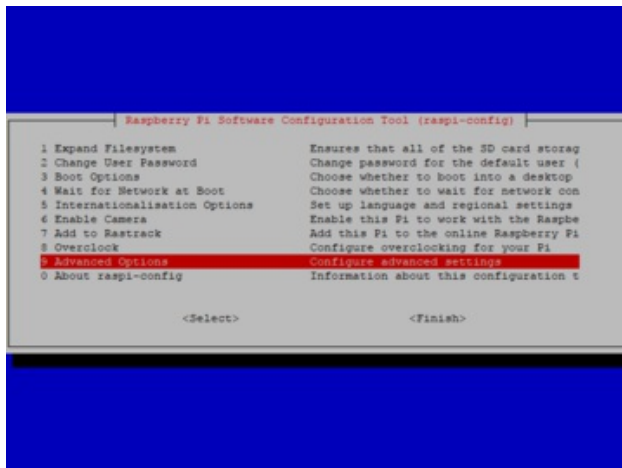 Raspberry Pi Software Configuration Tool (raspi-config)
1 Expand Filesystem Ensures that all of the SD card storag
2 Change User Password Change password for the default user (
3 Boot Options Choose whether to boot into a desktop
4 Wait for Network at Boot Choose whether to wait for network con
5 Internationalisation Options Set up language and regional settings
6 Enable Camera Enable this Pi to work with the Raspbe
7 Add to Rastrack Add this Pi to the online Raspberry Pi
8 Overclock Configure overclocking for your Pi
9 Advanced Options Configure advanced settings
0 About raspi-config Information about this configuration t
<Select> <Finish>